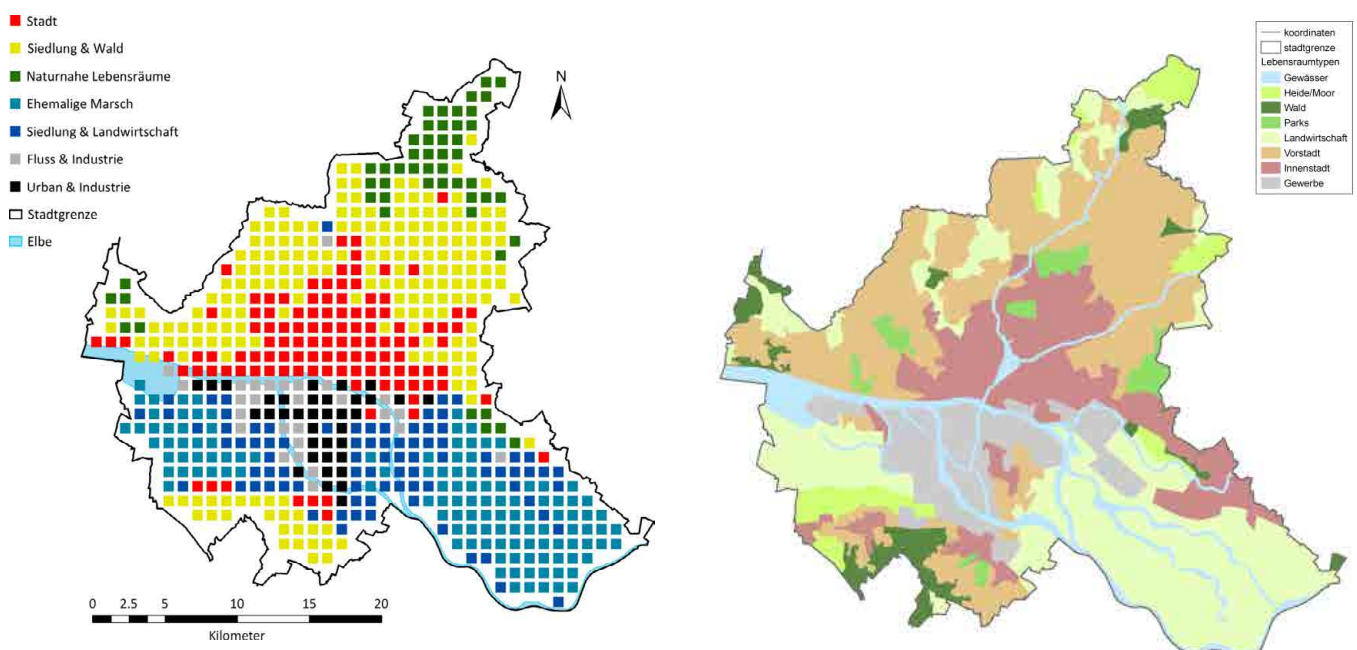 Stadt
Siedlung & Wald
Naturnahe Lebensräume
Ehemalige Marsch
Siedlung & Landwirtschaft
Fluss & Industrie
Urban & Industrie
Stadtgrenze
Elbe
N
0 2.5 5 10 15 20
Kilometer
koordinaten
stadtgrenze
Lebensraumtypen
Gewässer
Heide/Moor
Wald
Parks
Landwirtschaft
Vorstadt
Innenstadt
Gewerbe